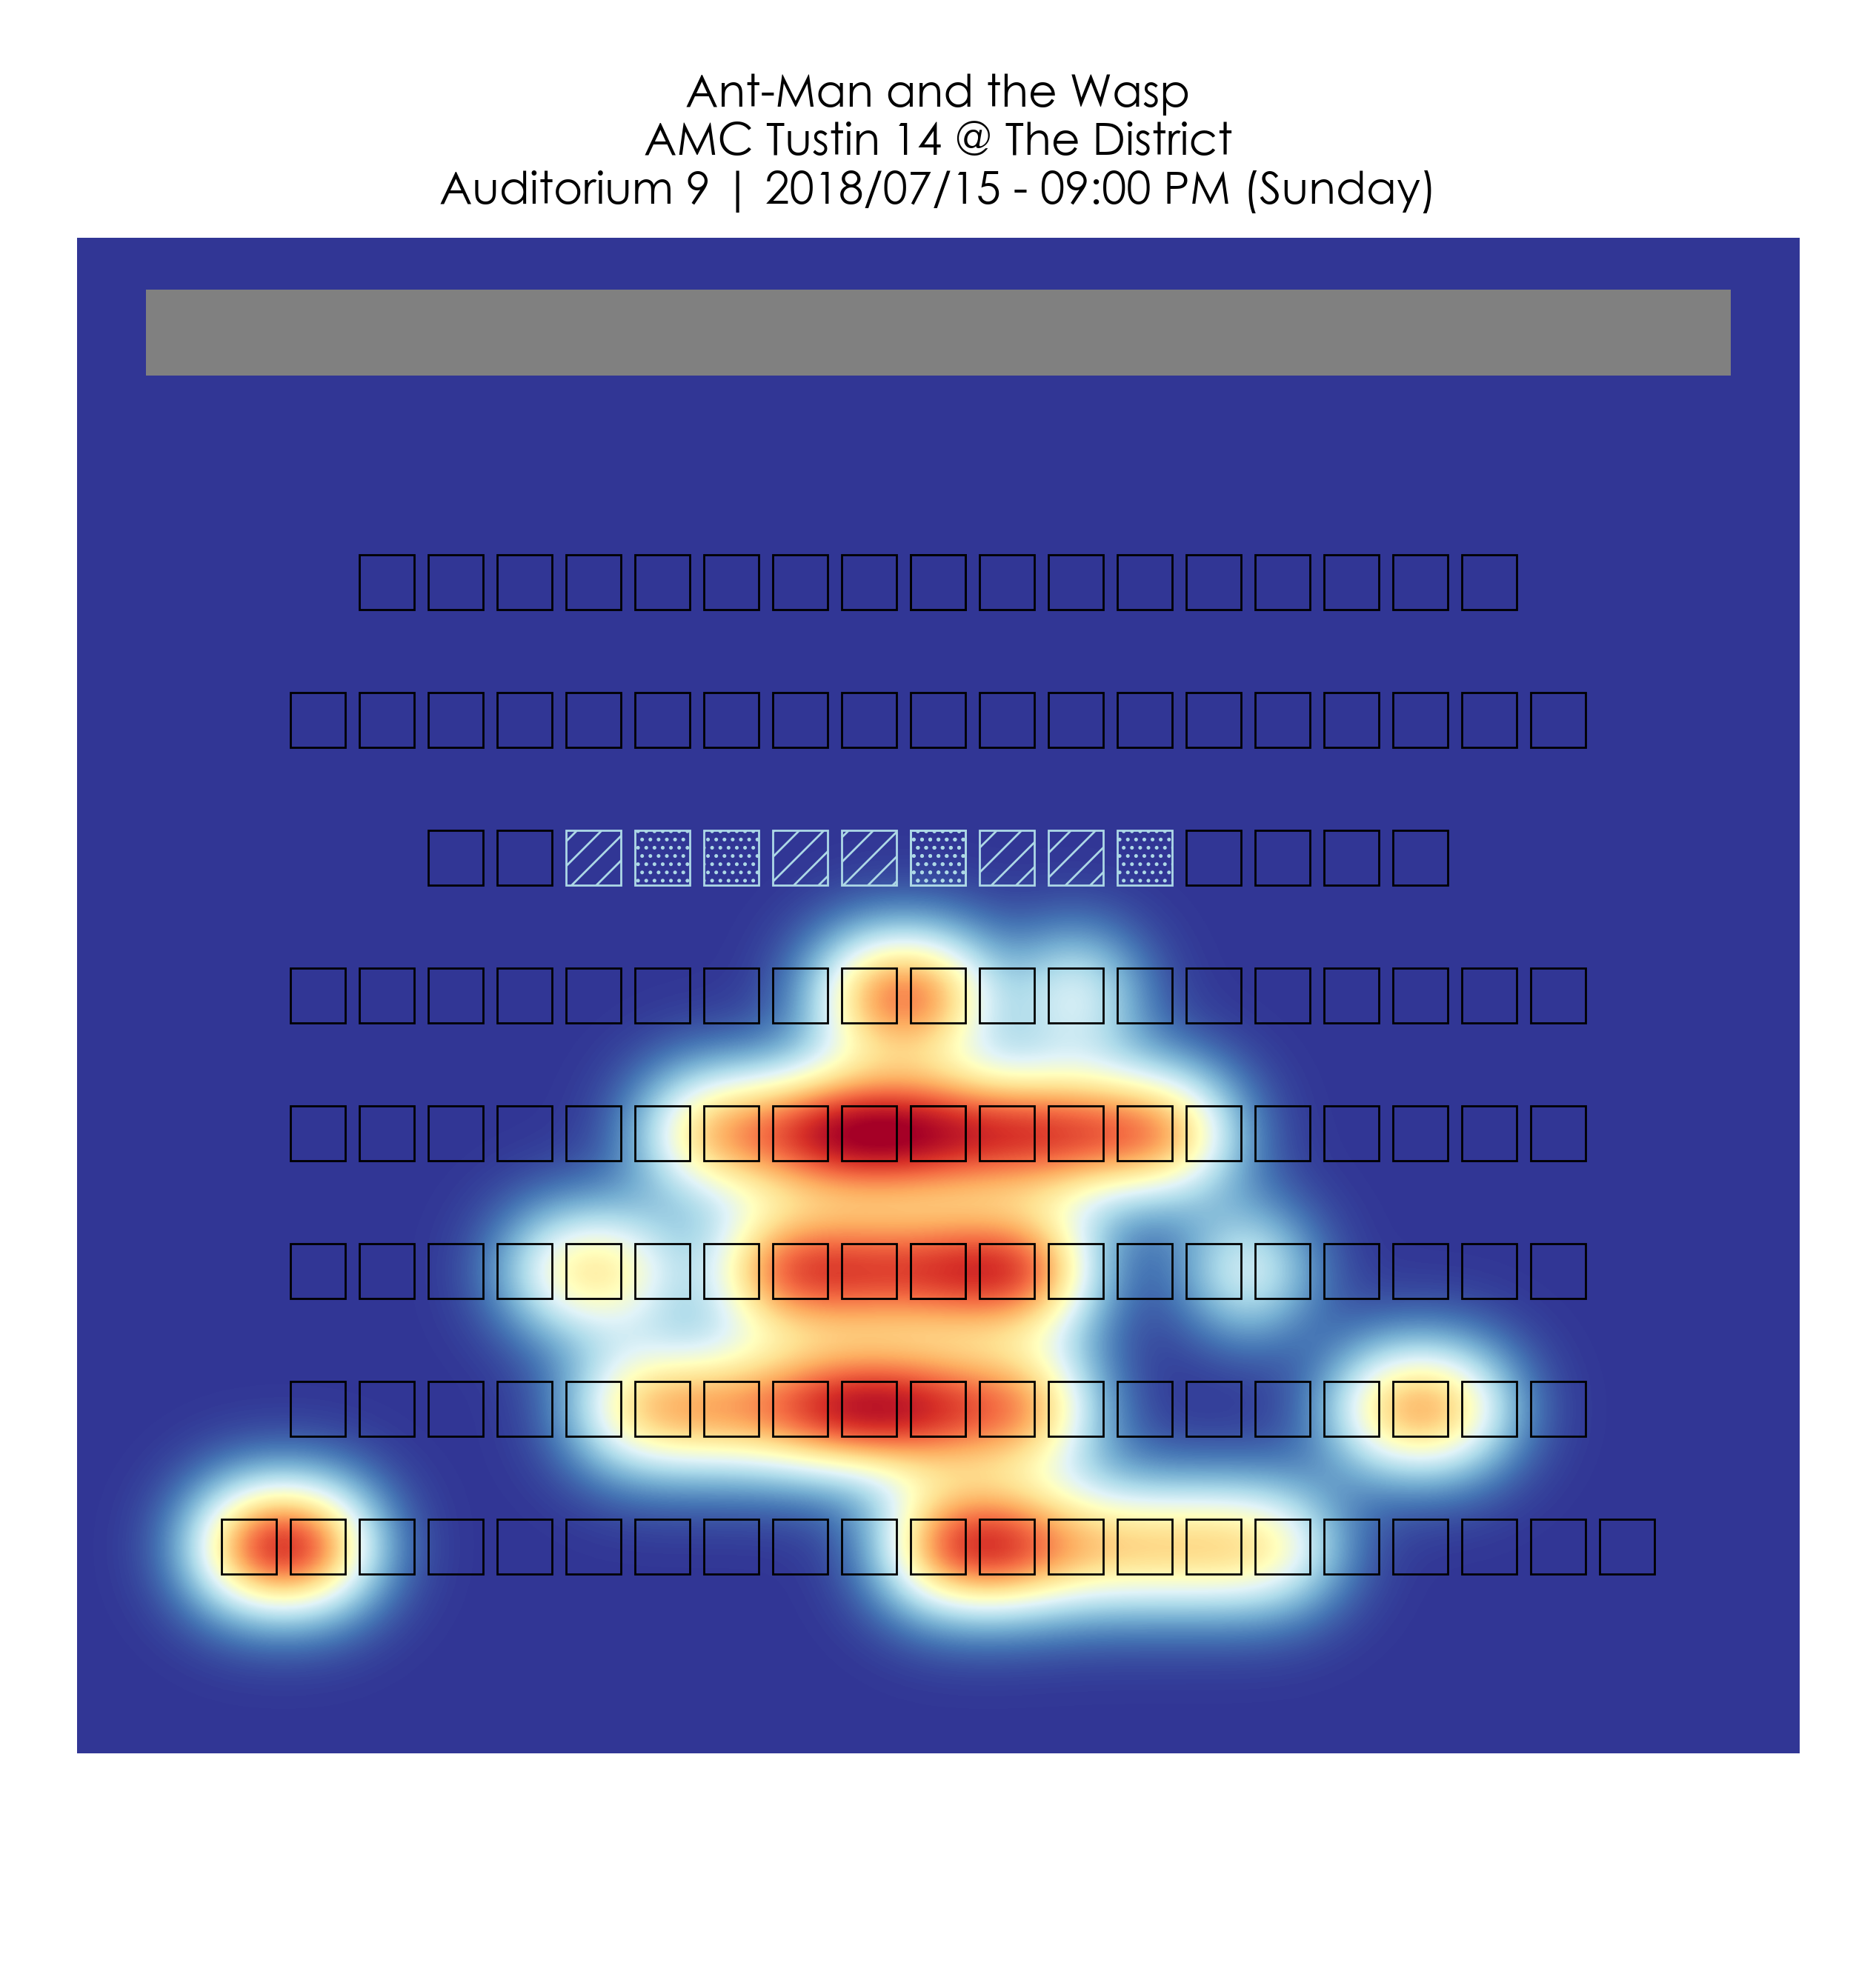 Ant-Man and the Wasp
AMC Tustin 14 @ The District
Auditorium 9 | 2018/07/15 - 09:00 PM (Sunday)